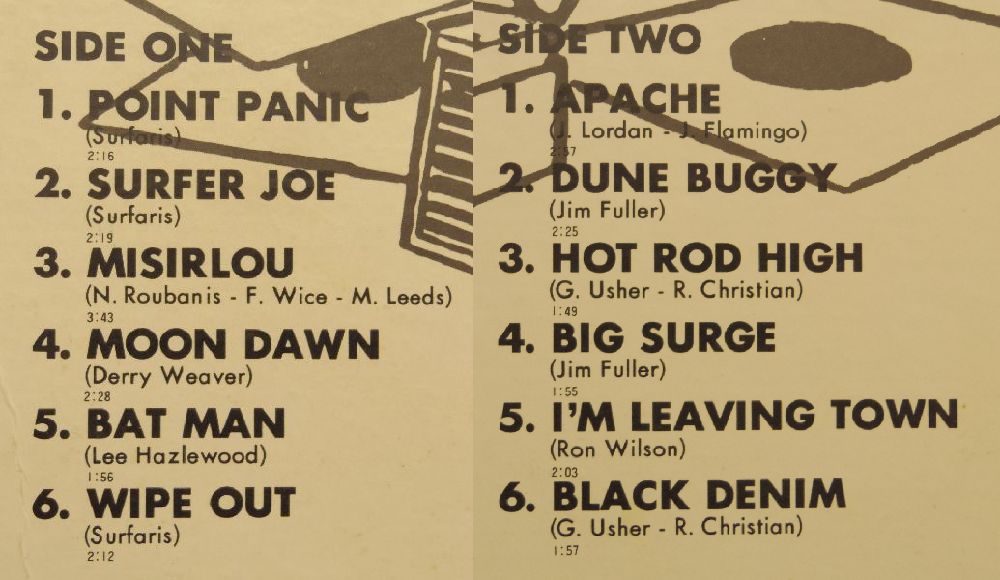 SIDE ONE
1. POINT PANIC
(Surfaris)
2:16
2. SURFER JOE
(Surfaris)
2:19
3. MISIRLOU
(N. Roubanis - F. Wice - M. Leeds)
3:43
4. MOON DAWN
(Derry Weaver)
2:28
5. BAT MAN
(Lee Hazlewood)
1:56
6. WIPE OUT
(Surfaris)
2:12
SIDE TWO
1. APACHE
(J. Lordan - J. Flamingo)
2:57
2. DUNE BUGGY
(Jim Fuller)
2:25
3. HOT ROD HIGH
(G. Usher - R. Christian)
1:49
4. BIG SURGE
(Jim Fuller)
1:55
5. I'M LEAVING TOWN
(Ron Wilson)
2:03
6. BLACK DENIM
(G. Usher - R. Christian)
1:57